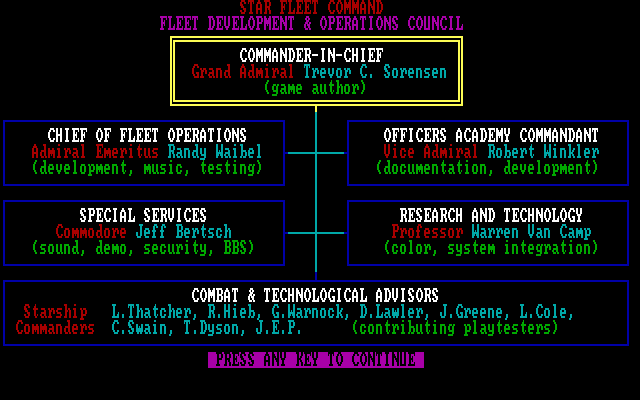 STAR FLEET COMMAND
FLEET DEVELOPMENT & OPERATIONS COUNCIL
COMMANDER-IN-CHIEF
Grand Admiral Trevor C. Sorensen
(game author)
CHIEF OF FLEET OPERATIONS
Admiral Emeritus Randy Waibel
(development, music, testing)
OFFICERS ACADEMY COMMANDANT
Vice Admiral Robert Winkler
(documentation, development)
SPECIAL SERVICES
Commodore Jeff Bertsch
(sound, demo, security, BBS)
RESEARCH AND TECHNOLOGY
Professor Warren Van Camp
(color, system integration)
COMBAT & TECHNOLOGICAL ADVISORS
Starship L.Thatcher, R.Hieb, G.Warnock, D.Lawler, J.Greene, L.Cole,
Commanders C.Swain, T.Dyson, J.E.P. (contributing playtesters)
PRESS ANY KEY TO CONTINUE